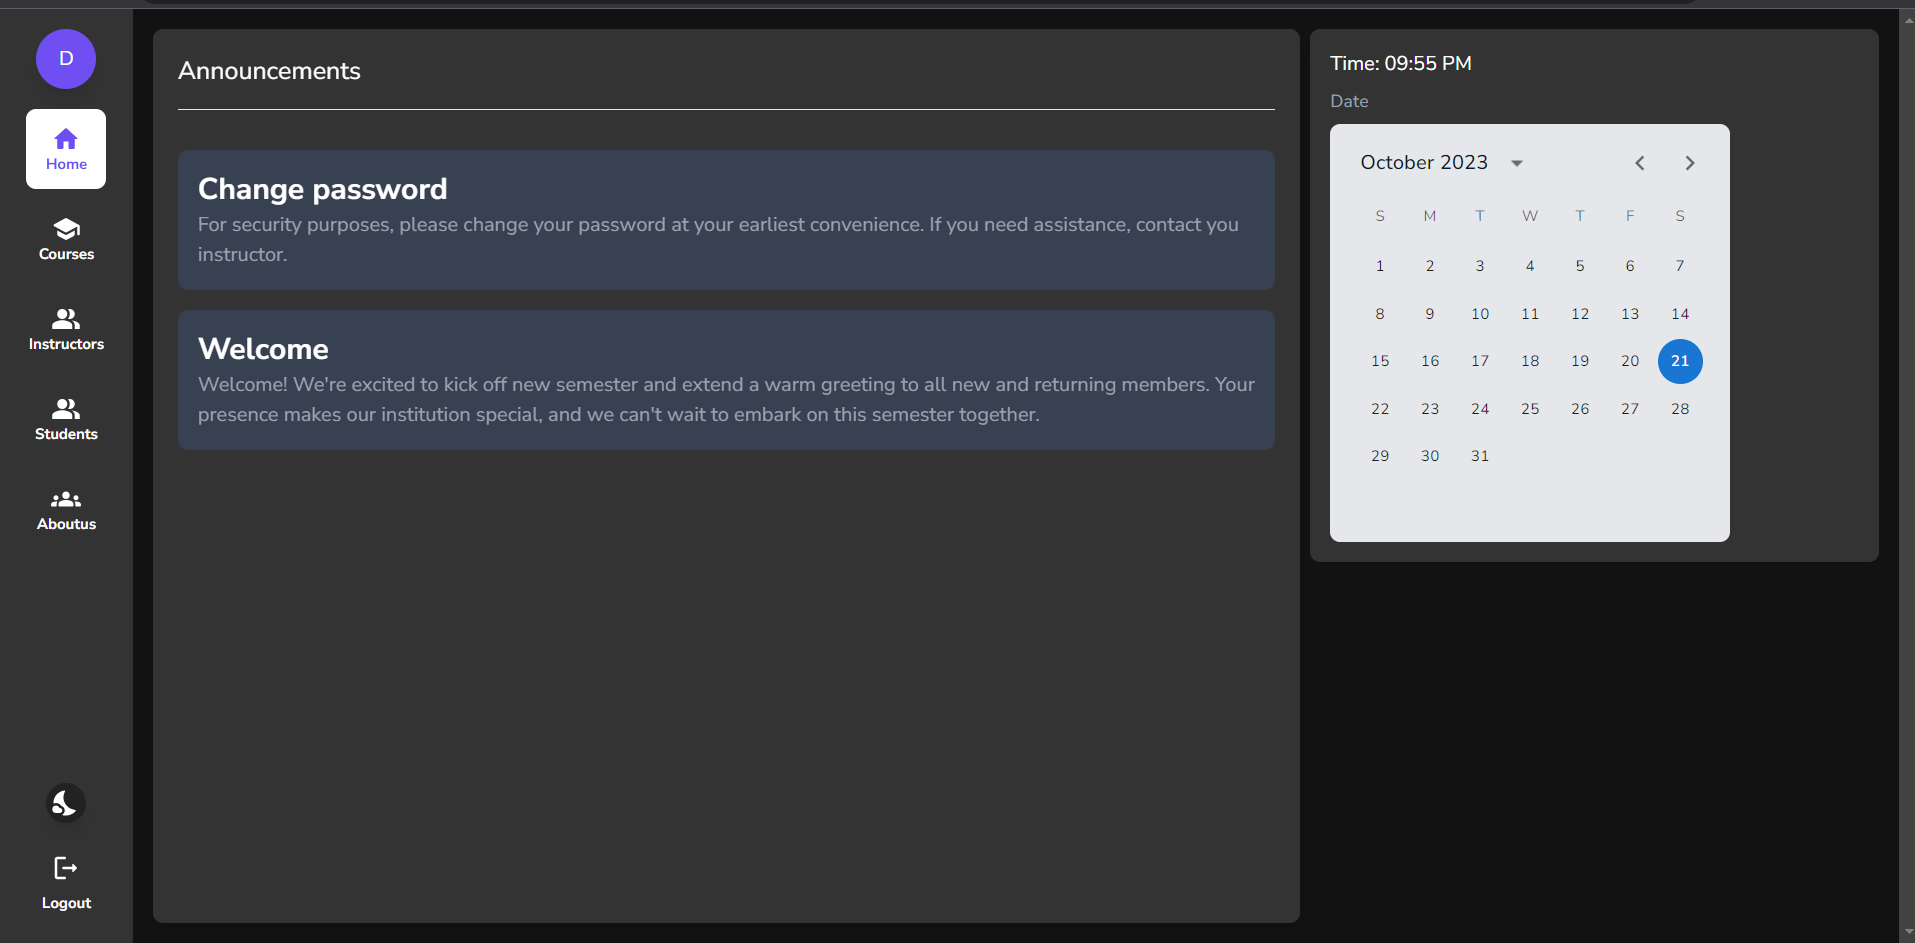 D
Home
Courses
Instructors
Students
Aboutus
Logout
Announcements
Change password
For security purposes, please change your password at your earliest convenience. If you need assistance, contact you
instructor.
Welcome
Welcome! We're excited to kick off new semester and extend a warm greeting to all new and returning members. Your
presence makes our institution special, and we can't wait to embark on this semester together.
Time: 09:55 PM
Date
October 2023
S M T W T F S
1 2 3 4 5 6 7
8 9 10 11 12 13 14
15 16 17 18 19 20 21
22 23 24 25 26 27 28
29 30 31